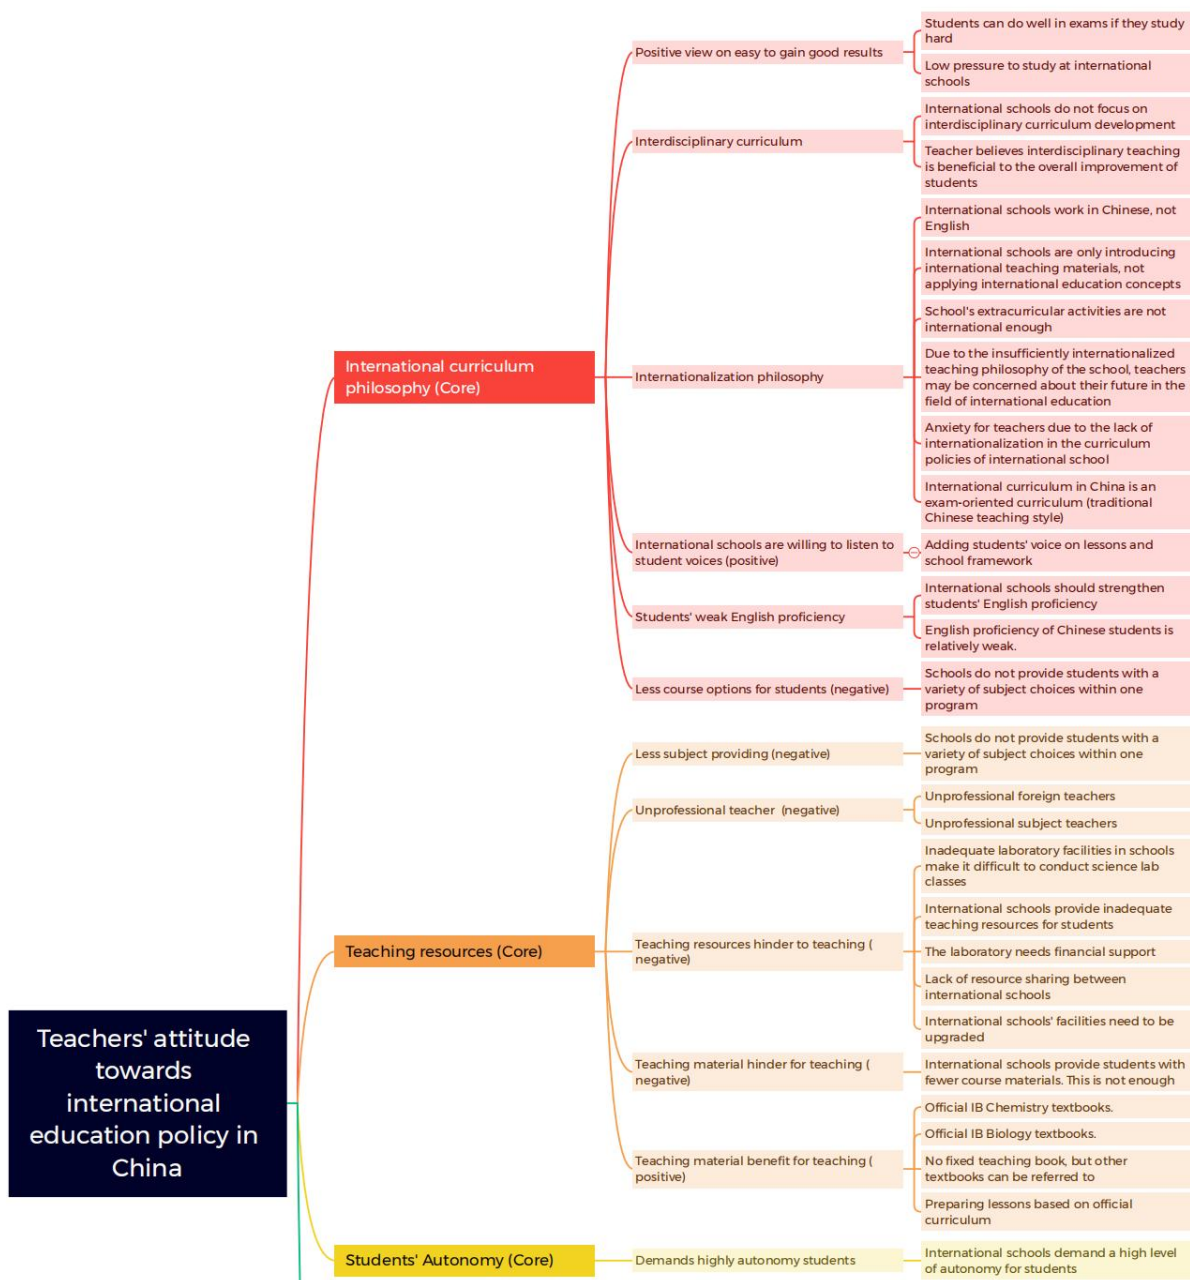 Students can do well in exams if they study
hard
Positive view on easy to gain good results
Low pressure to study at international
schools
International schools do not focus on
interdisciplinary curriculum development
Interdisciplinary curriculum
Teacher believes interdisciplinary teaching
is beneficial to the overall improvement of
students
International schools work in Chinese, not
English
International schools are only introducing
international teaching materials, not
applying international education concepts
School's extracurricular activities are not
international enough
International curriculum
philosophy (Core)
Internationalization philosophy
Due to the insufficiently internationalized
teaching philosophy of the school, teachers
may be concerned about their future in the
field of international education
Anxiety for teachers due to the lack of
internationalization in the curriculum
policies of international school
International curriculum in China is an
exam-oriented curriculum (traditional
Chinese teaching style)
International schools are willing to listen to
student voices (positive)
Adding students' voice on lessons and
school framework
International schools should strengthen
students' English proficiency
Students' weak English proficiency
English proficiency of Chinese students is
relatively weak.
Less course options for students (negative)
Schools do not provide students with a
variety of subject choices within one
program
Less subject providing (negative)
Schools do not provide students with a
variety of subject choices within one
program
Unprofessional teacher (negative)
Unprofessional foreign teachers
Unprofessional subject teachers
Inadequate laboratory facilities in schools
make it difficult to conduct science lab
classes
International schools provide inadequate
teaching resources for students
Teaching resources (Core)
Teaching resources hinder to teaching (
negative)
The laboratory needs financial support
Lack of resource sharing between
international schools
International schools' facilities need to be
upgraded
Teaching material hinder for teaching (
negative)
International schools provide students with
fewer course materials. This is not enough
Teachers' attitude
towards
international
education policy in
China
Official IB Chemistry textbooks.
Official IB Biology textbooks.
Teaching material benefit for teaching (
positive)
No fixed teaching book, but other
textbooks can be referred to
Preparing lessons based on official
curriculum
Students' Autonomy (Core)
Demands highly autonomy students
International schools demand a high level
of autonomy for students